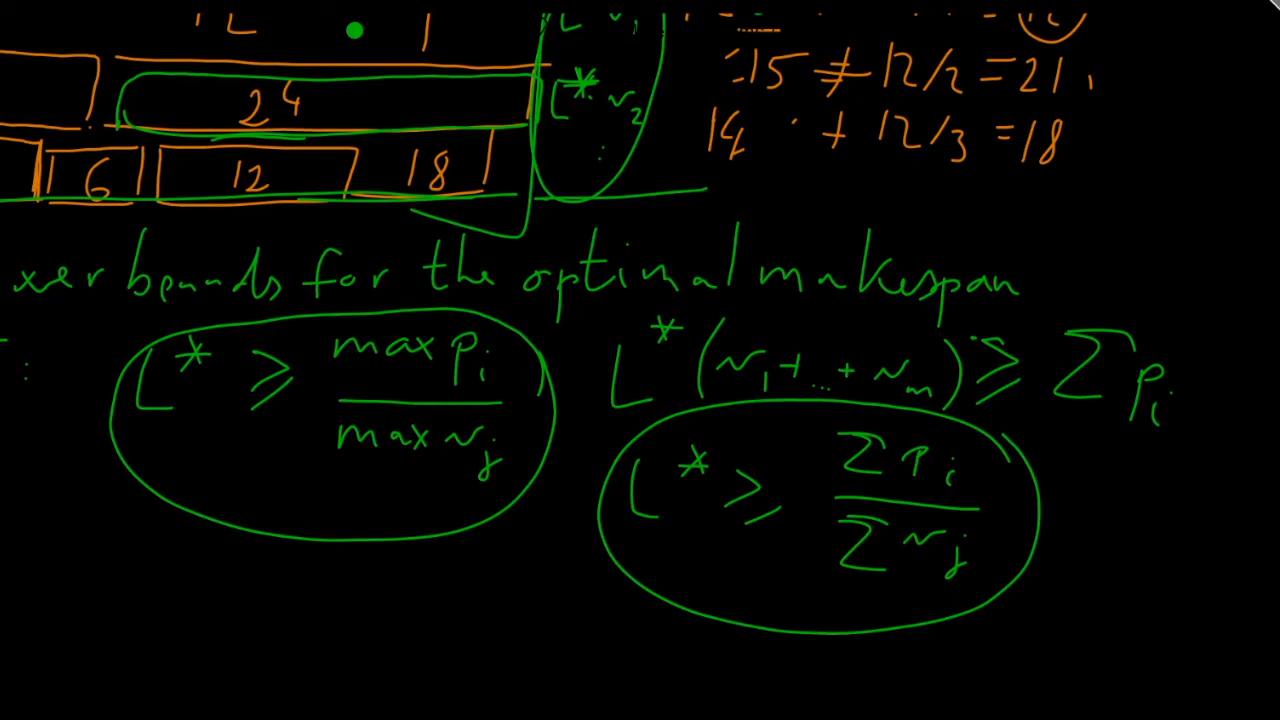 = 15 + 12/2 = 21
24 L* v₂
14 + 12/3 = 18
6 12 18
wer bounds for the optimal makespan
L* ≥ max pᵢ / max vⱼ L* (v₁ + ... + vₘ) ≥ Σ pᵢ
L* ≥ Σ pᵢ / Σ vⱼ